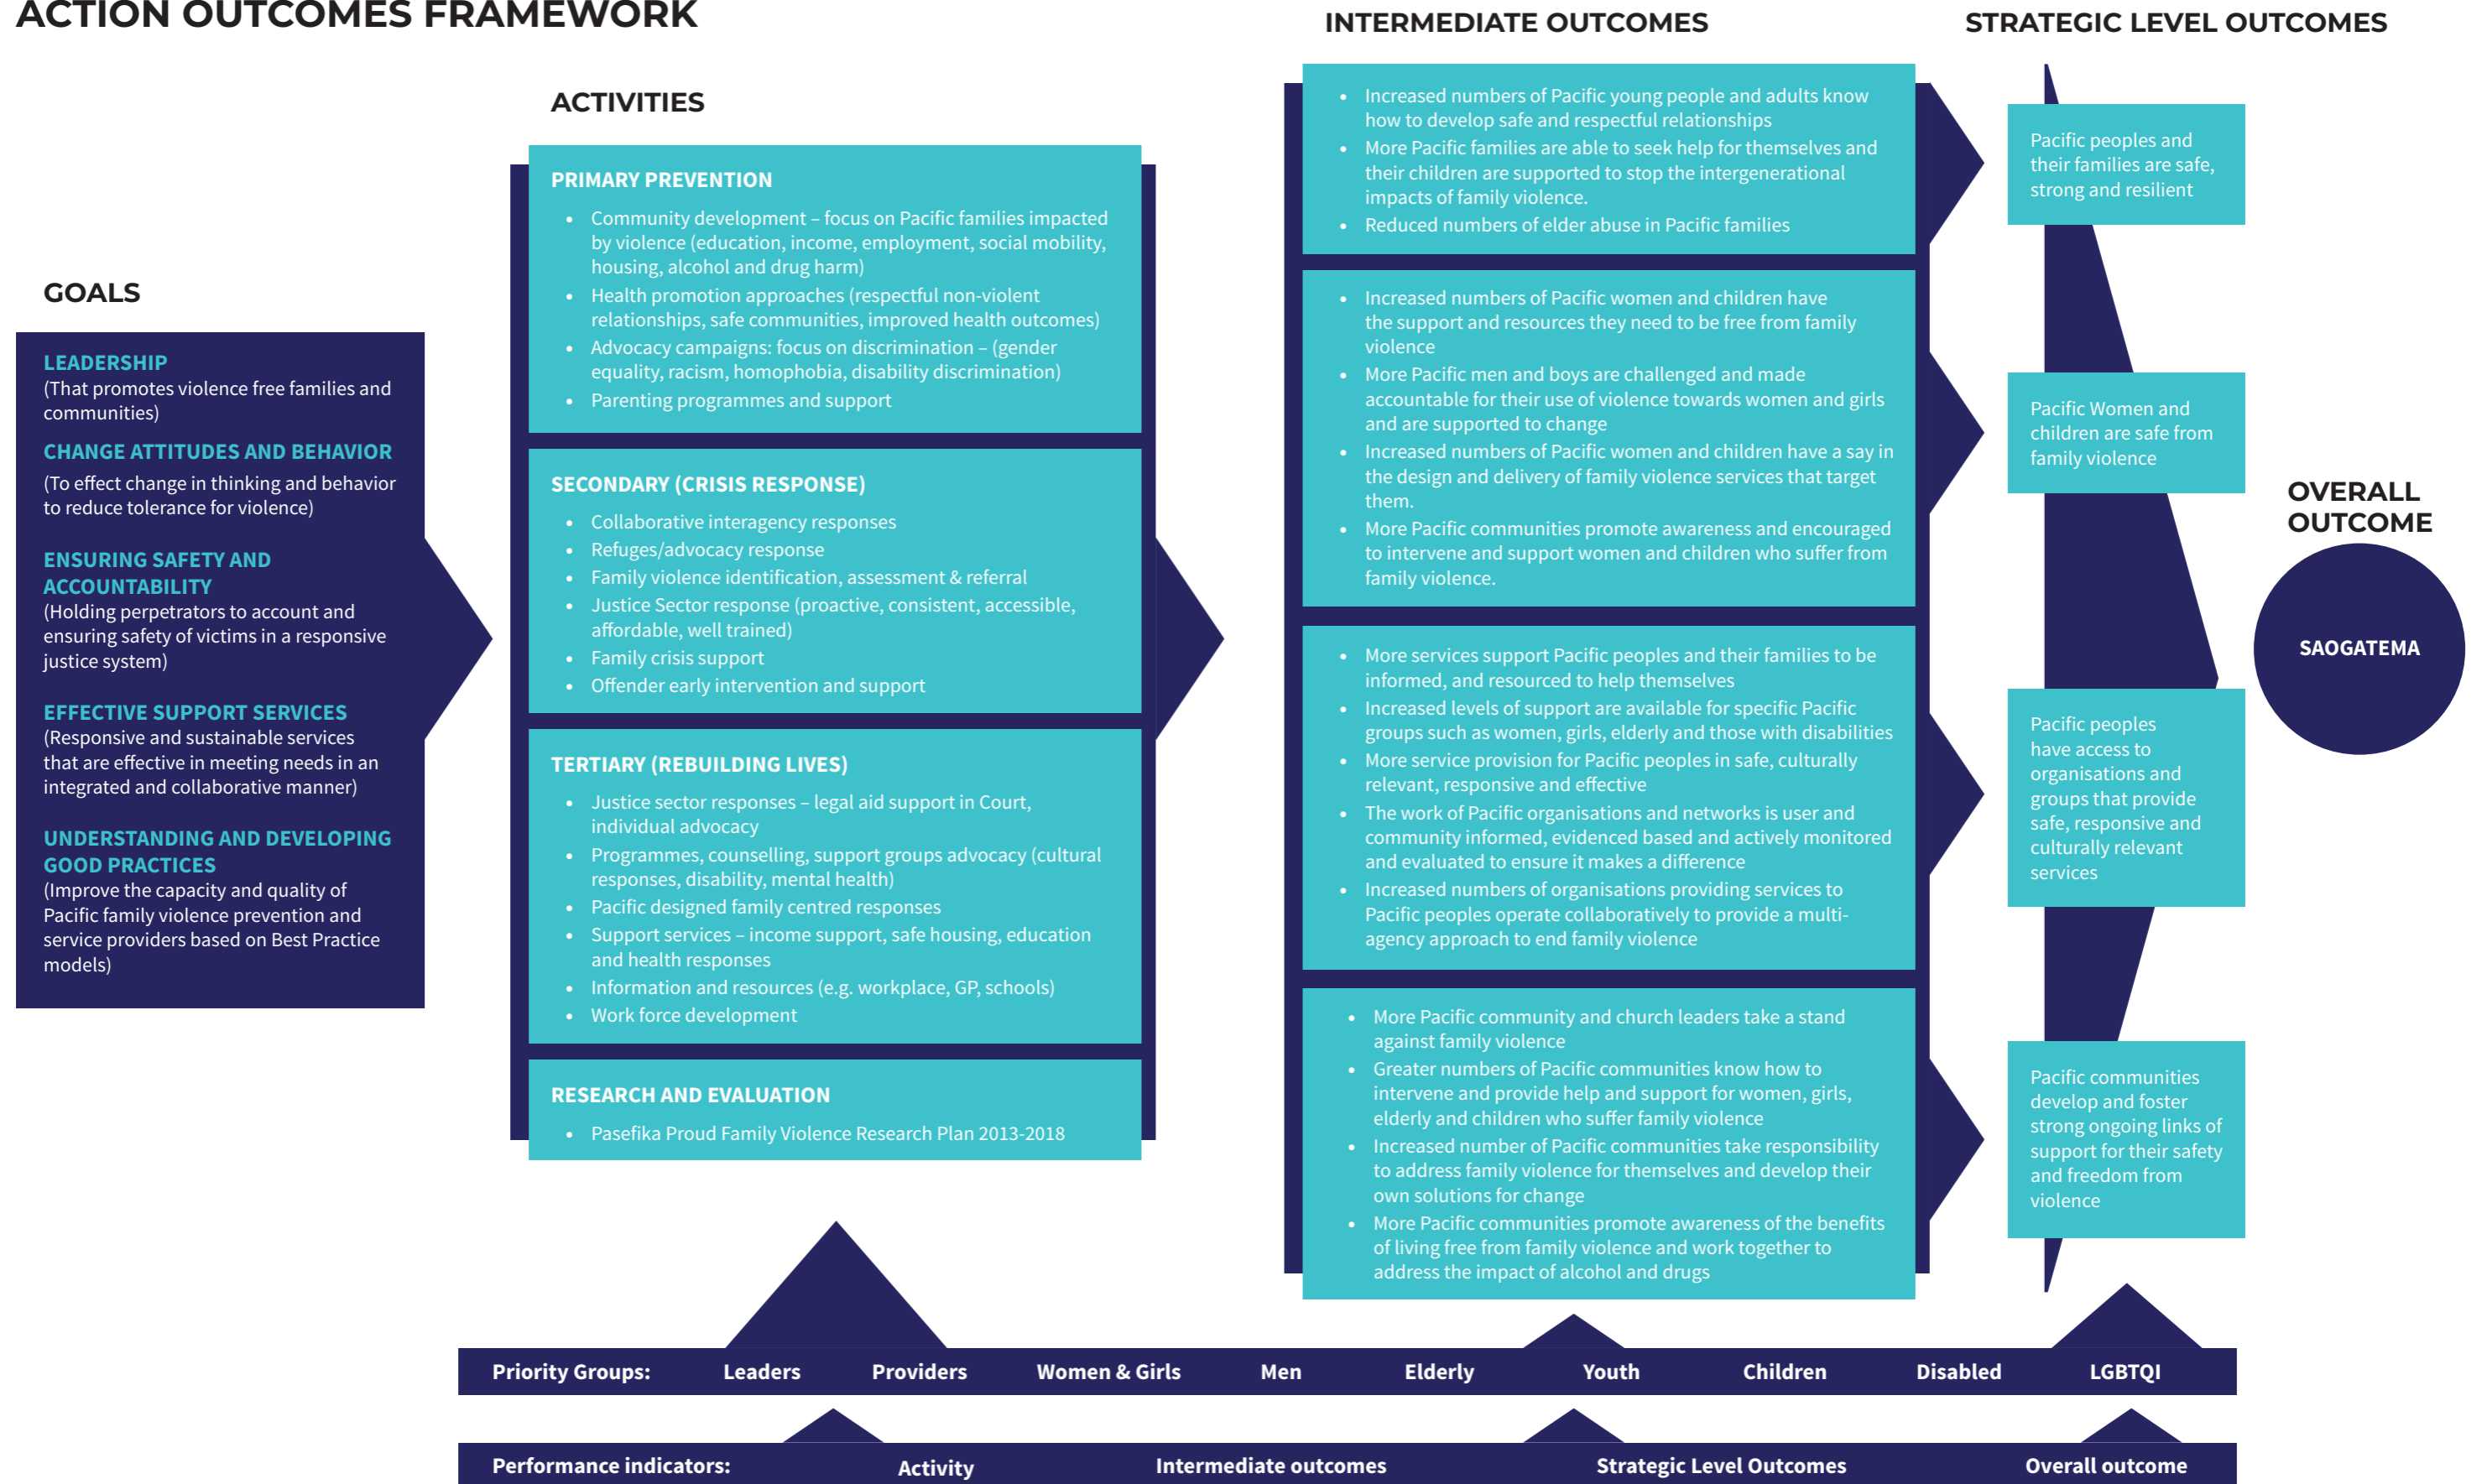 ACTION OUTCOMES FRAMEWORK
GOALS
LEADERSHIP
(That promotes violence free families and
communities)
CHANGE ATTITUDES AND BEHAVIOR
(To effect change in thinking and behavior
to reduce tolerance for violence)
ENSURING SAFETY AND
ACCOUNTABILITY
(Holding perpetrators to account and
ensuring safety of victims in a responsive
justice system)
EFFECTIVE SUPPORT SERVICES
(Responsive and sustainable services
that are effective in meeting needs in an
integrated and collaborative manner)
UNDERSTANDING AND DEVELOPING
GOOD PRACTICES
(Improve the capacity and quality of
Pacific family violence prevention and
service providers based on Best Practice
models)
ACTIVITIES
PRIMARY PREVENTION
• Community development – focus on Pacific families impacted
by violence (education, income, employment, social mobility,
housing, alcohol and drug harm)
• Health promotion approaches (respectful non-violent
relationships, safe communities, improved health outcomes)
• Advocacy campaigns: focus on discrimination – (gender
equality, racism, homophobia, disability discrimination)
• Parenting programmes and support
SECONDARY (CRISIS RESPONSE)
• Collaborative interagency responses
• Refuges/advocacy response
• Family violence identification, assessment & referral
• Justice Sector response (proactive, consistent, accessible,
affordable, well trained)
• Family crisis support
• Offender early intervention and support
TERTIARY (REBUILDING LIVES)
• Justice sector responses – legal aid support in Court,
individual advocacy
• Programmes, counselling, support groups advocacy (cultural
responses, disability, mental health)
• Pacific designed family centred responses
• Support services – income support, safe housing, education
and health responses
• Information and resources (e.g. workplace, GP, schools)
• Work force development
RESEARCH AND EVALUATION
• Pasefika Proud Family Violence Research Plan 2013-2018
INTERMEDIATE OUTCOMES
• Increased numbers of Pacific young people and adults know
how to develop safe and respectful relationships
• More Pacific families are able to seek help for themselves and
their children are supported to stop the intergenerational
impacts of family violence.
• Reduced numbers of elder abuse in Pacific families
• Increased numbers of Pacific women and children have
the support and resources they need to be free from family
violence
• More Pacific men and boys are challenged and made
accountable for their use of violence towards women and girls
and are supported to change
• Increased numbers of Pacific women and children have a say in
the design and delivery of family violence services that target
them.
• More Pacific communities promote awareness and encouraged
to intervene and support women and children who suffer from
family violence.
• More services support Pacific peoples and their families to be
informed, and resourced to help themselves
• Increased levels of support are available for specific Pacific
groups such as women, girls, elderly and those with disabilities
• More service provision for Pacific peoples in safe, culturally
relevant, responsive and effective
• The work of Pacific organisations and networks is user and
community informed, evidenced based and actively monitored
and evaluated to ensure it makes a difference
• Increased numbers of organisations providing services to
Pacific peoples operate collaboratively to provide a multi-
agency approach to end family violence
• More Pacific community and church leaders take a stand
against family violence
• Greater numbers of Pacific communities know how to
intervene and provide help and support for women, girls,
elderly and children who suffer family violence
• Increased number of Pacific communities take responsibility
to address family violence for themselves and develop their
own solutions for change
• More Pacific communities promote awareness of the benefits
of living free from family violence and work together to
address the impact of alcohol and drugs
STRATEGIC LEVEL OUTCOMES
Pacific peoples and
their families are safe,
strong and resilient
Pacific Women and
children are safe from
family violence
Pacific peoples
have access to
organisations and
groups that provide
safe, responsive and
culturally relevant
services
Pacific communities
develop and foster
strong ongoing links of
support for their safety
and freedom from
violence
OVERALL
OUTCOME
SAOGATEMA
Priority Groups: Leaders Providers Women & Girls Men Elderly Youth Children Disabled LGBTQI
Performance indicators: Activity Intermediate outcomes Strategic Level Outcomes Overall outcome